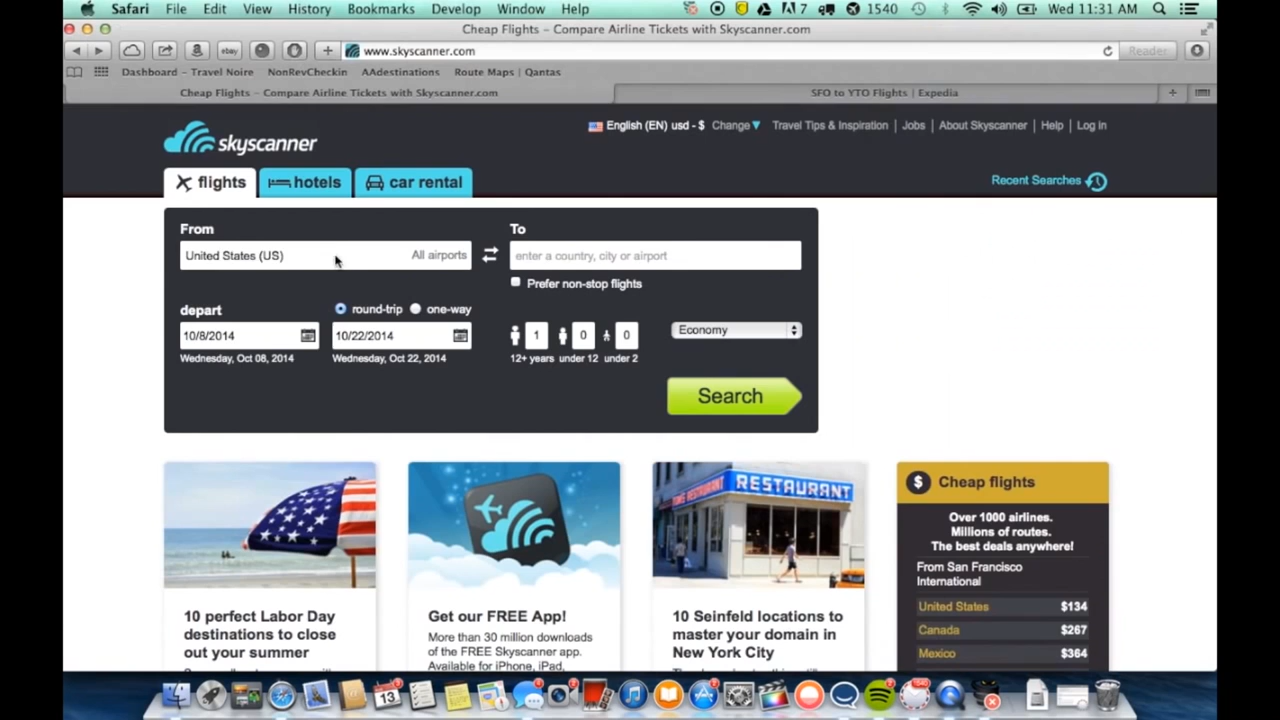 Safari File Edit View History Bookmarks Develop Window Help 7 1540 Wed 11:31 AM
Cheap Flights – Compare Airline Tickets with Skyscanner.com
ebay www.skyscanner.com Reader
Dashboard – Travel Noire NonRevCheckin AAdestinations Route Maps | Qantas
Cheap Flights – Compare Airline Tickets with Skyscanner.com SFO to YTO Flights | Expedia
skyscanner
English (EN) usd - $ Change Travel Tips & Inspiration | Jobs | About Skyscanner | Help | Log in
flights hotels car rental
Recent Searches
From To
United States (US) All airports enter a country, city or airport
Prefer non-stop flights
depart round-trip one-way
10/8/2014 10/22/2014 1 0 0 Economy
Wednesday, Oct 08, 2014 Wednesday, Oct 22, 2014 12+ years under 12 under 2
Search
RESTAURANT
10 perfect Labor Day
destinations to close
out your summer
Get our FREE App!
More than 30 million downloads
of the FREE Skyscanner app.
Available for iPhone, iPad,
10 Seinfeld locations to
master your domain in
New York City
$ Cheap flights
Over 1000 airlines.
Millions of routes.
The best deals anywhere!
From San Francisco
International
United States $134
Canada $267
Mexico $364
13